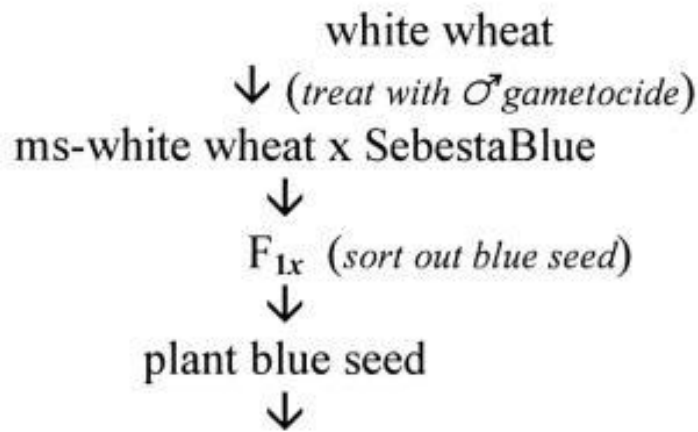 white wheat
↓ (treat with ♂gametocide)
ms-white wheat x SebestaBlue
↓
F1x (sort out blue seed)
↓
plant blue seed
↓